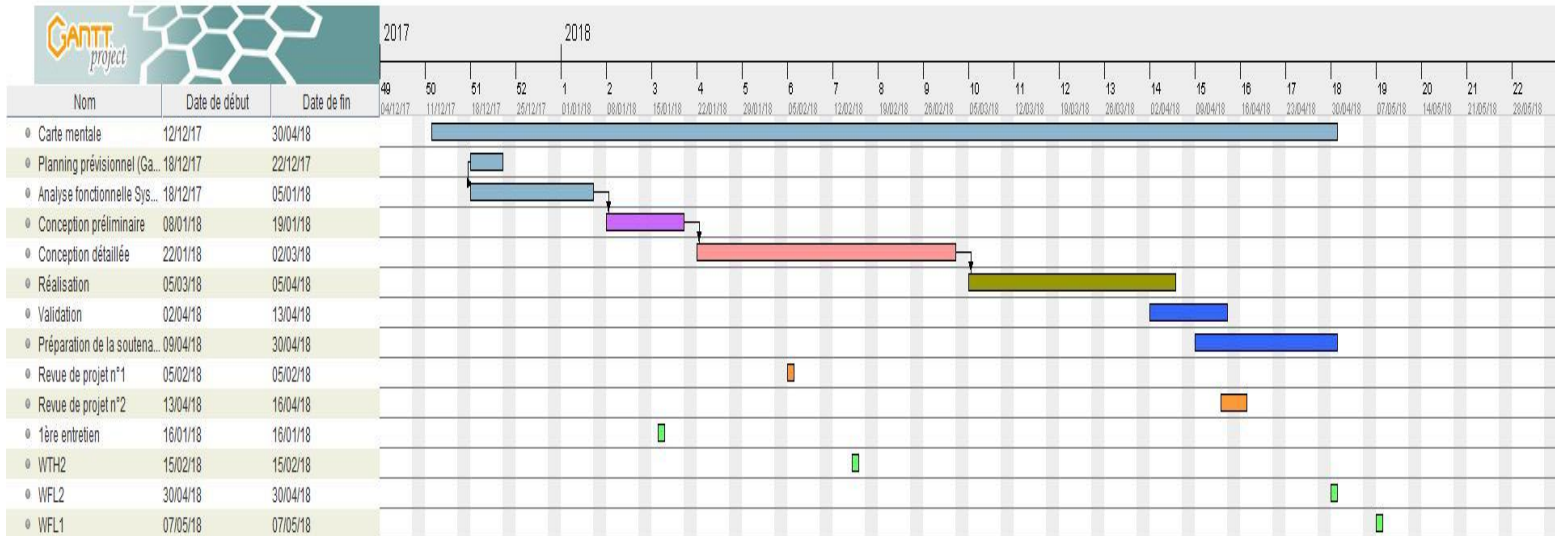 GANTT
project
2017 2018
49 50 51 52 1 2 3 4 5 6 7 8 9 10 11 12 13 14 15 16 17 18 19 20 21 22
Nom Date de début Date de fin 04/12/17 11/12/17 18/12/17 25/12/17 01/01/18 08/01/18 15/01/18 22/01/18 29/01/18 05/02/18 12/02/18 19/02/18 26/02/18 05/03/18 12/03/18 19/03/18 26/03/18 02/04/18 09/04/18 16/04/18 23/04/18 30/04/18 07/05/18 14/05/18 21/05/18 28/05/18
Carte mentale 12/12/17 30/04/18
Planning prévisionnel (Ga... 18/12/17 22/12/17
Analyse fonctionnelle Sys... 18/12/17 05/01/18
Conception préliminaire 08/01/18 19/01/18
Conception détaillée 22/01/18 02/03/18
Réalisation 05/03/18 05/04/18
Validation 02/04/18 13/04/18
Préparation de la soutena... 09/04/18 30/04/18
Revue de projet n°1 05/02/18 05/02/18
Revue de projet n°2 13/04/18 16/04/18
1ère entretien 16/01/18 16/01/18
WTH2 15/02/18 15/02/18
WFL2 30/04/18 30/04/18
WFL1 07/05/18 07/05/18